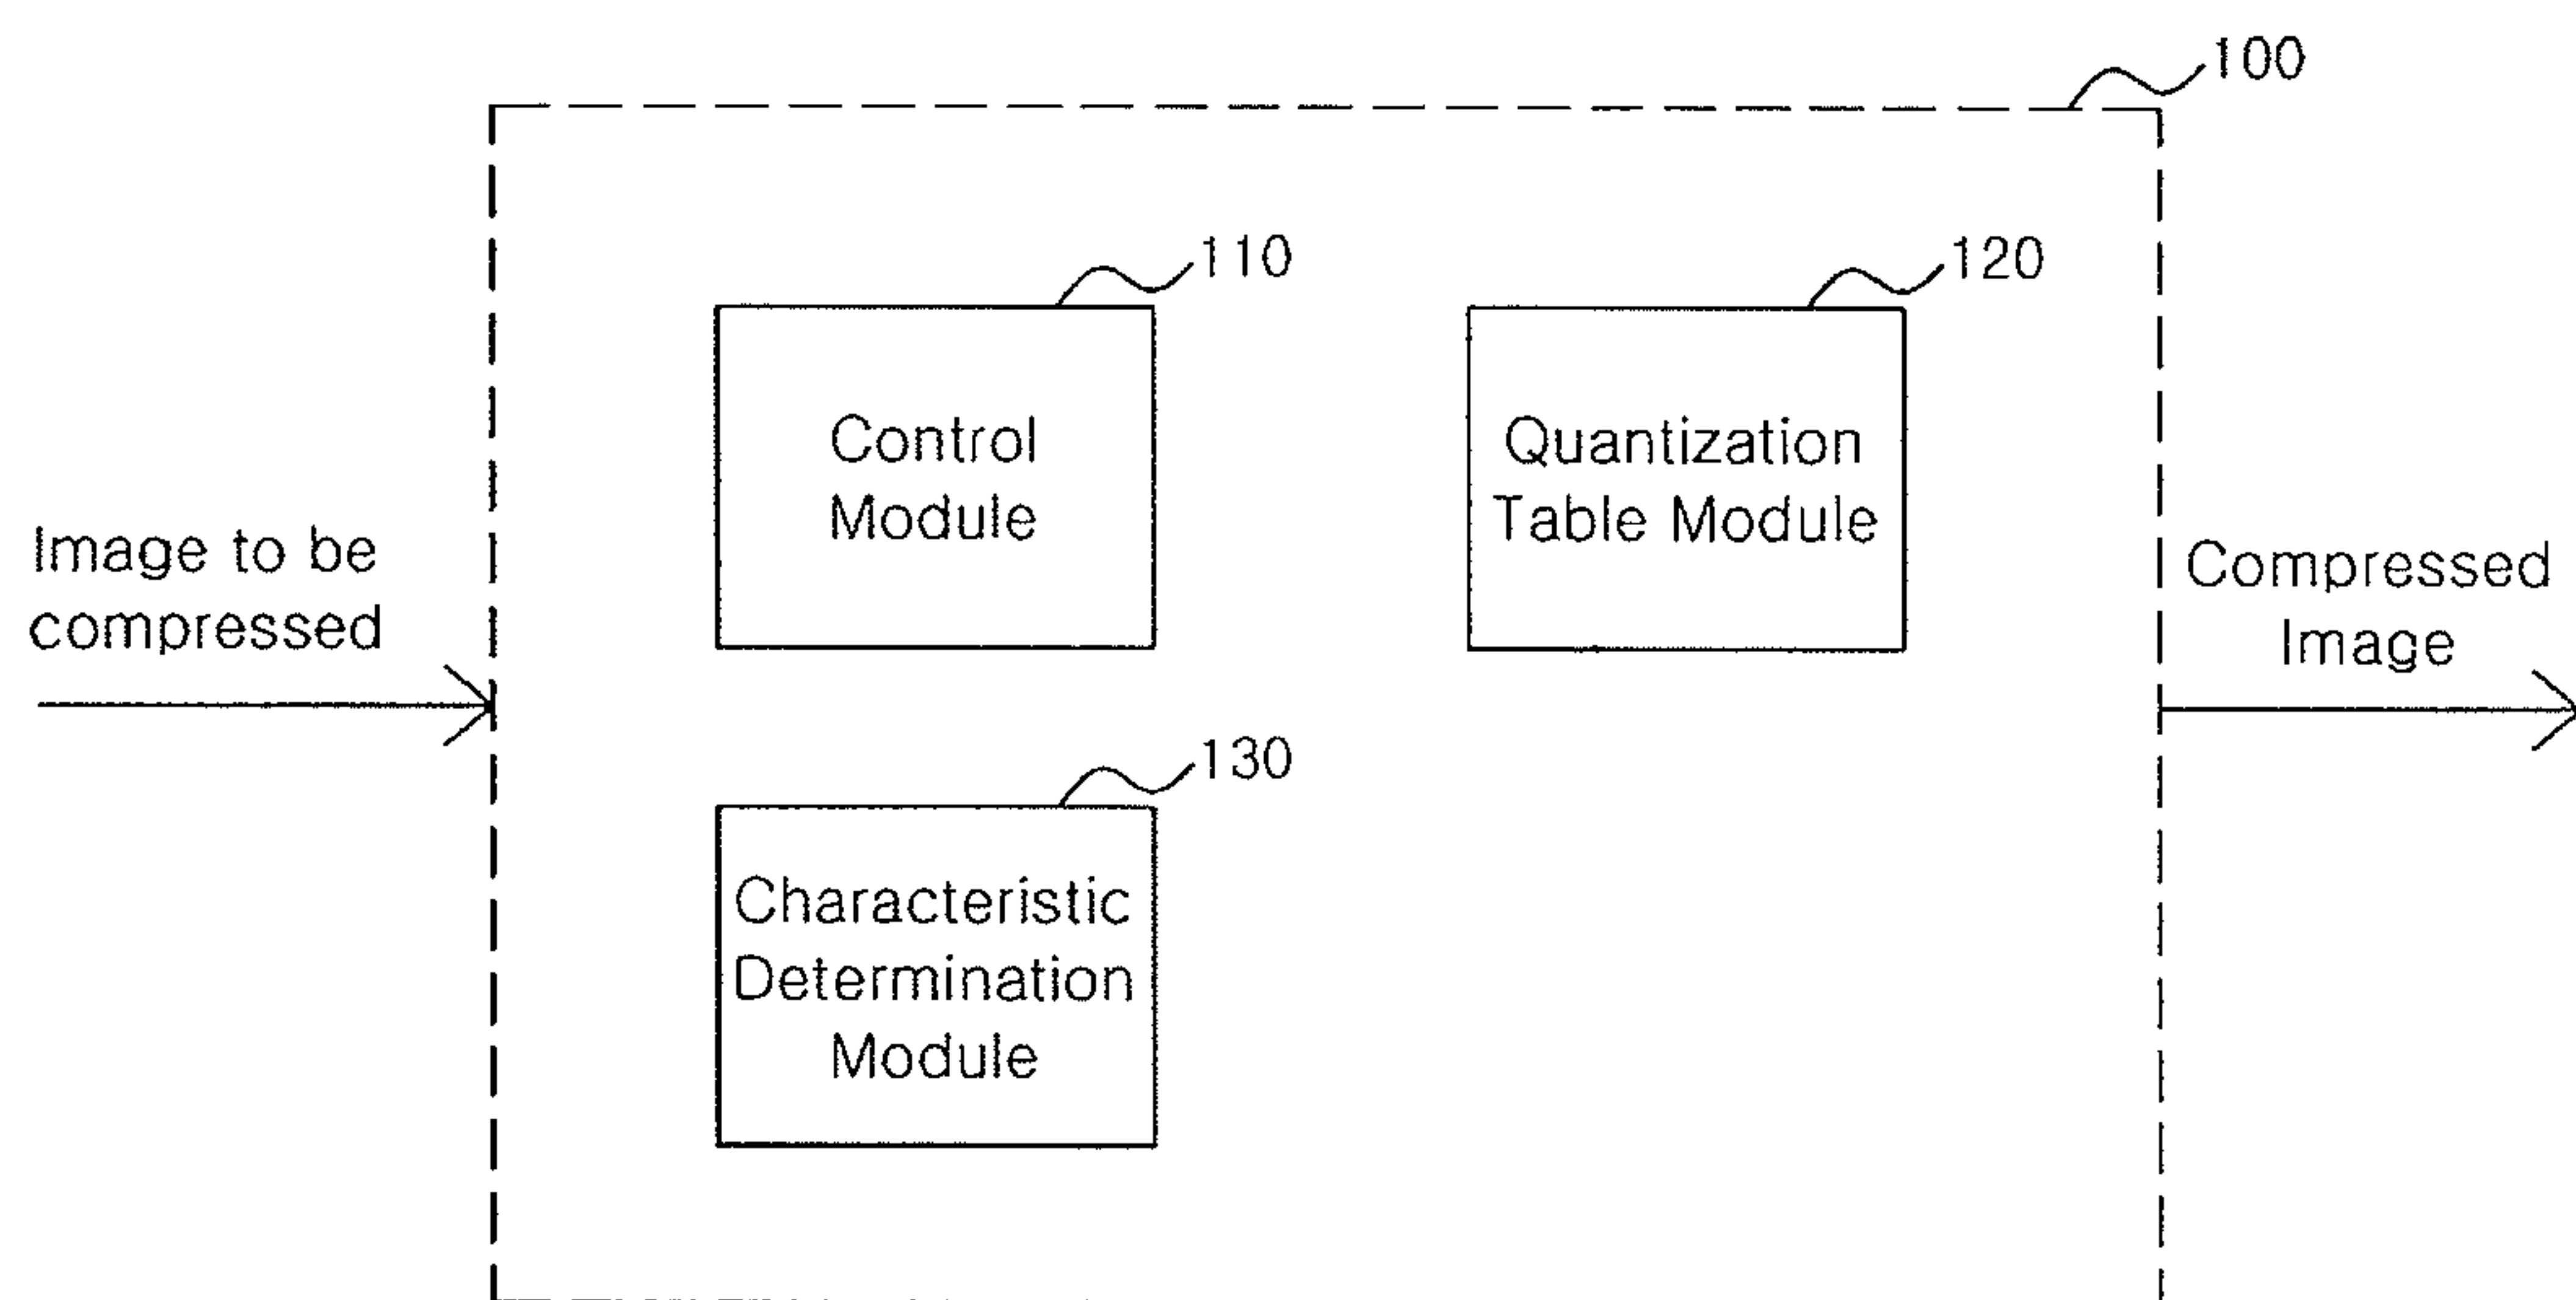 100
110
120
Control
Module
Quantization
Table Module
Image to be
compressed
Compressed
Image
130
Characteristic
Determination
Module